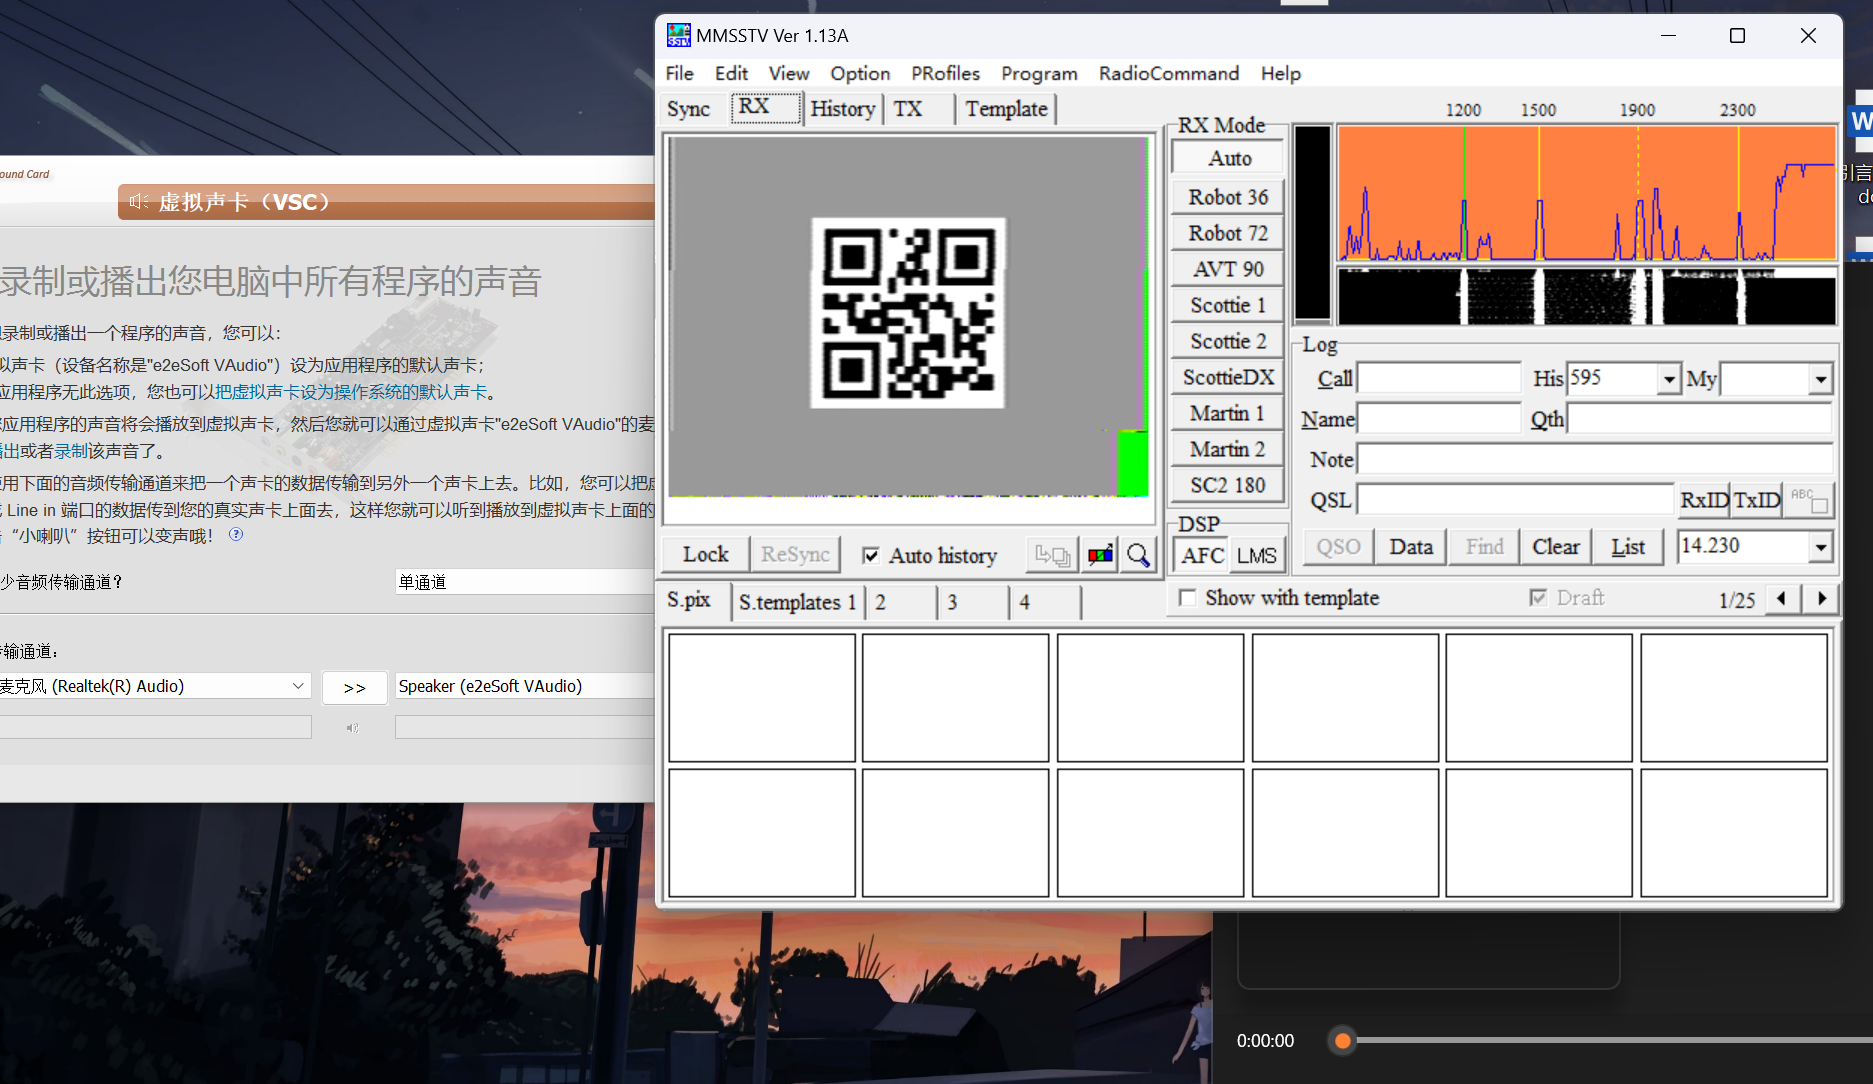 ound Card
虚拟声卡（VSC）
录制或播出您电脑中所有程序的声音
录制或播出一个程序的声音，您可以：
拟声卡（设备名称是"e2eSoft VAudio"）设为应用程序的默认声卡；
应用程序无此选项，您也可以把虚拟声卡设为操作系统的默认声卡。
应用程序的声音将会播放到虚拟声卡，然后您就可以通过虚拟声卡"e2eSoft VAudio"的麦
出或者录制该声音了。
用下面的音频传输通道来把一个声卡的数据传输到另外一个声卡上去。比如，您可以把
Line in 端口的数据传到您的真实声卡上面去，这样您就可以听到播放到虚拟声卡上面的
“小喇叭”按钮可以变声哦！
?
少音频传输通道？
单通道
输通道：
麦克风 (Realtek(R) Audio)
>>
Speaker (e2eSoft VAudio)
SSTV
MMSSTV Ver 1.13A
File Edit View Option PRofiles Program RadioCommand Help
Sync RX History TX Template
RX Mode
Auto
Robot 36
Robot 72
AVT 90
Scottie 1
Scottie 2
ScottieDX
Martin 1
Martin 2
SC2 180
DSP
AFC LMS
1200 1500 1900 2300
Log
Call His 595 My
Name Qth
Note
QSL RxID TxID ABC
QSO Data Find Clear List 14.230
Lock ReSync Auto history
S.pix S.templates 1 2 3 4
Show with template Draft 1/25
W
引言
do
0:00:00